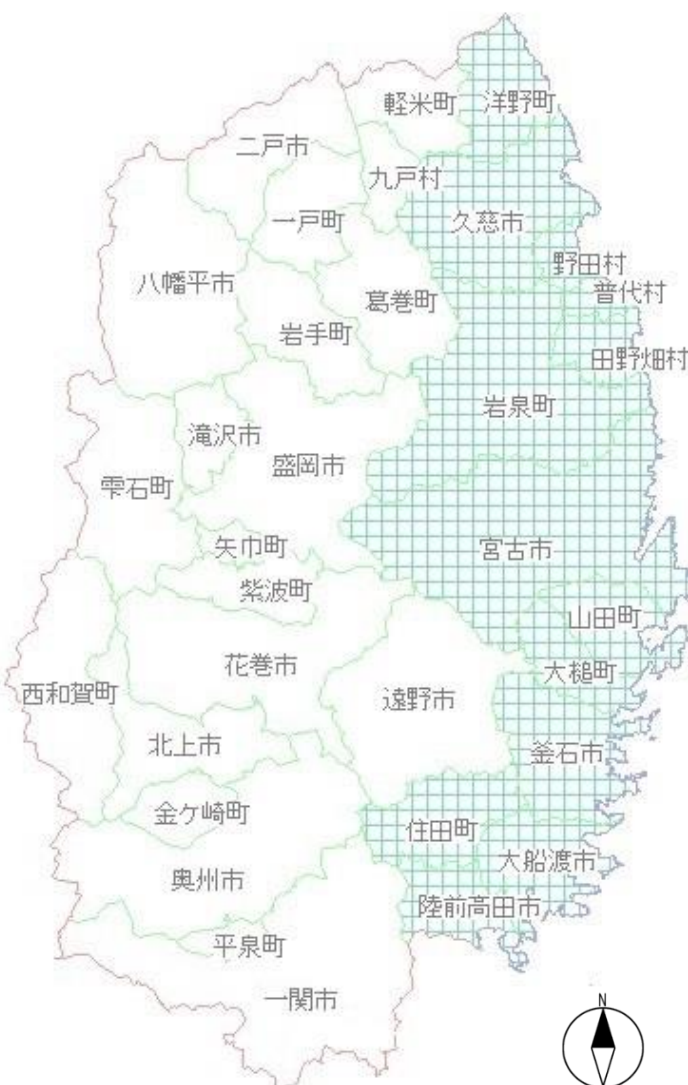 軽米町
洋野町
二戸市
九戸村
一戸町
久慈市
野田村
八幡平市
普代村
葛巻町
岩手町
田野畑村
岩泉町
滝沢市
盛岡市
雫石町
矢巾町
宮古市
紫波町
山田町
花巻市
大槌町
西和賀町
遠野市
北上市
釜石市
金ケ崎町
住田町
大船渡市
奥州市
陸前高田市
平泉町
一関市
N